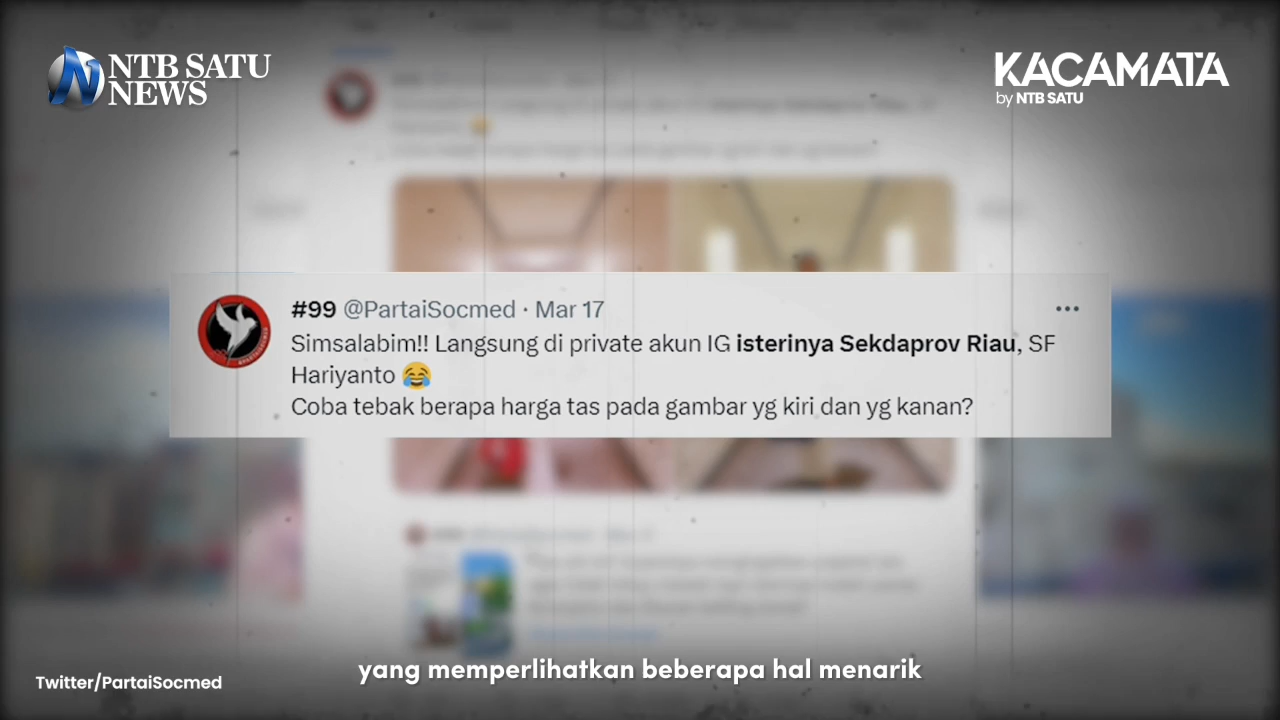 NTB SATU
NEWS
KACAMATA
by NTB SATU
#99 @PartaiSocmed · Mar 17
Simsalabim!! Langsung di private akun IG isterinya Sekdaprov Riau, SF
Hariyanto 😂
Coba tebak berapa harga tas pada gambar yg kiri dan yg kanan?
yang memperlihatkan beberapa hal menarik
Twitter/PartaiSocmed